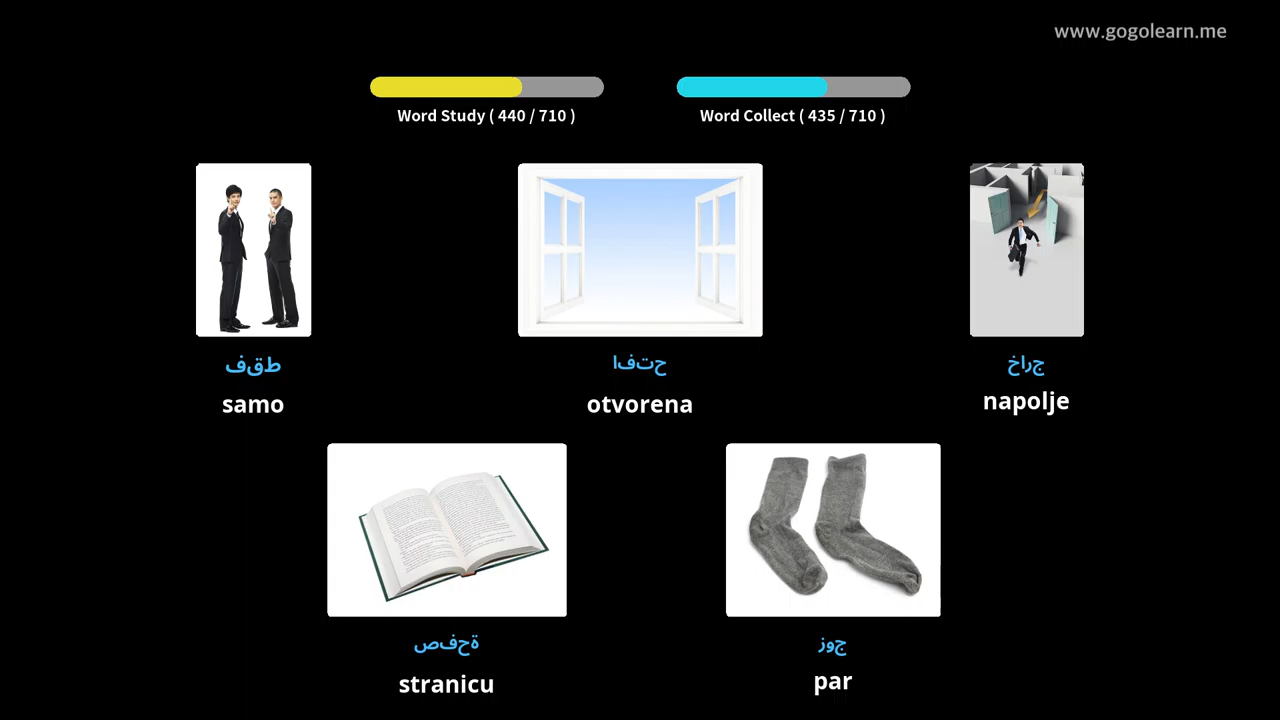 www.gogolearn.me
Word Study ( 440 / 710 )
Word Collect ( 435 / 710 )
طقف
حتفا
جراخ
samo
otvorena
napolje
ةحفص
جوز
stranicu
par